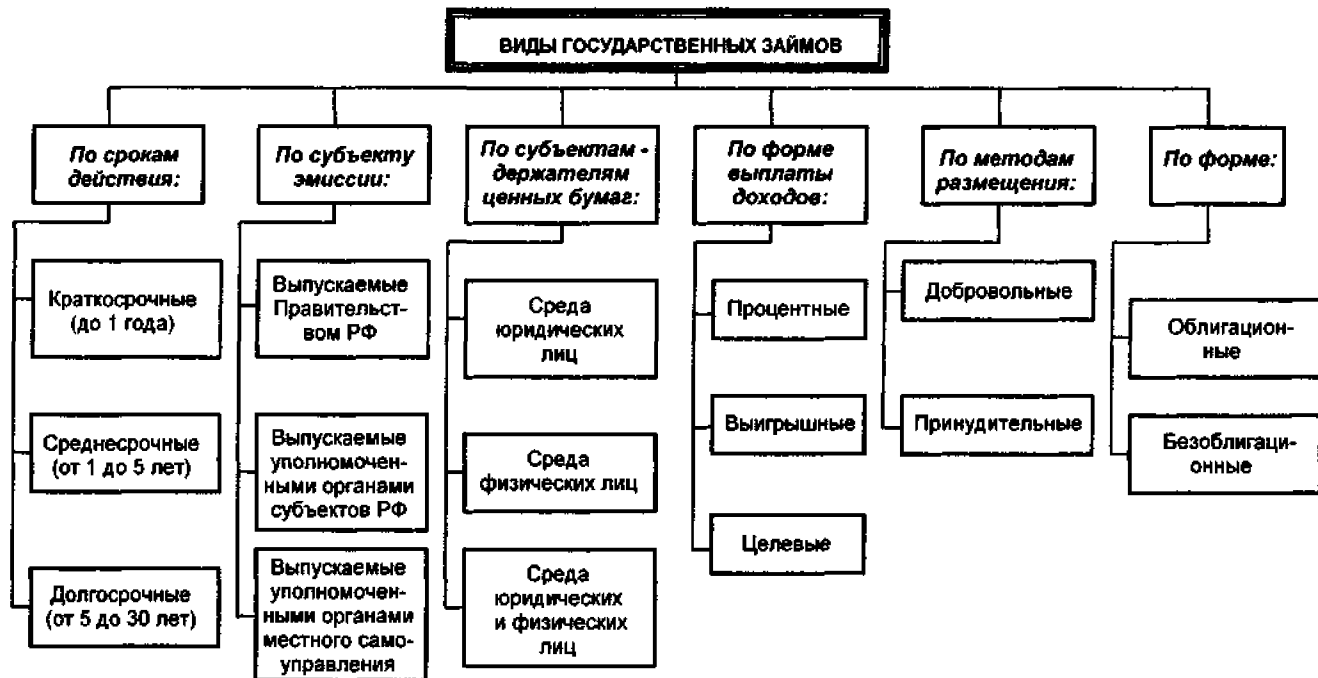 ВИДЫ ГОСУДАРСТВЕННЫХ ЗАЙМОВ
По срокам
действия:
Краткосрочные
(до 1 года)
Среднесрочные
(от 1 до 5 лет)
Долгосрочные
(от 5 до 30 лет)
По субъекту
эмиссии:
Выпускаемые
Правительст-
вом РФ
Выпускаемые
уполномочен-
ными органами
субъектов РФ
Выпускаемые
уполномочен-
ными органами
местного само-
управления
По субъектам -
держателям
ценных бумаг:
Среда
юридических
лиц
Среда
физических лиц
Среда
юридических
и физических
лиц
По форме
выплаты
доходов:
Процентные
Выигрышные
Целевые
По методам
размещения:
Добровольные
Принудительные
По форме:
Облигацион-
ные
Безоблигаци-
онные